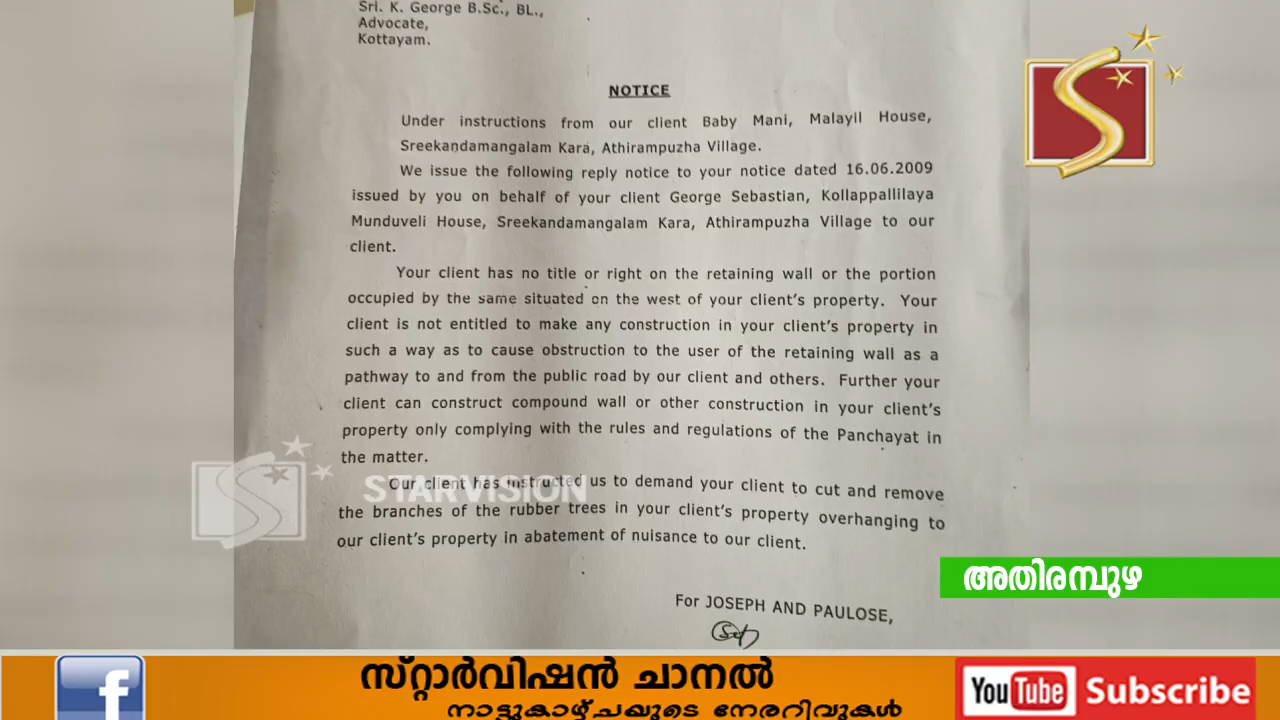 Sri. K. George B.Sc., BL.,
Advocate,
Kottayam.
NOTICE
Under instructions from our client Baby Mani, Malayil House,
Sreekandamangalam Kara, Athirampuzha Village.
We issue the following reply notice to your notice dated 16.06.2009
issued by you on behalf of your client George Sebastian, Kollappallilaya
Munduveli House, Sreekandamangalam Kara, Athirampuzha Village to our
client.
Your client has no title or right on the retaining wall or the portion
occupied by the same situated on the west of your client's property. Your
client is not entitled to make any construction in your client's property in
such a way as to cause obstruction to the user of the retaining wall as a
pathway to and from the public road by our client and others. Further your
client can construct compound wall or other construction in your client's
property only complying with the rules and regulations of the Panchayat in
the matter.
Our client has instructed us to demand your client to cut and remove
the branches of the rubber trees in your client's property overhanging to
our client's property in abatement of nuisance to our client.
For JOSEPH AND PAULOSE,
STARVISION
അതിരമ്പുഴ
സ്റ്റാർവിഷൻ ചാനൽ
നാട്ടുകാഴ്ചയുടെ നേരറിവുകൾ
f
YouTube Subscribe